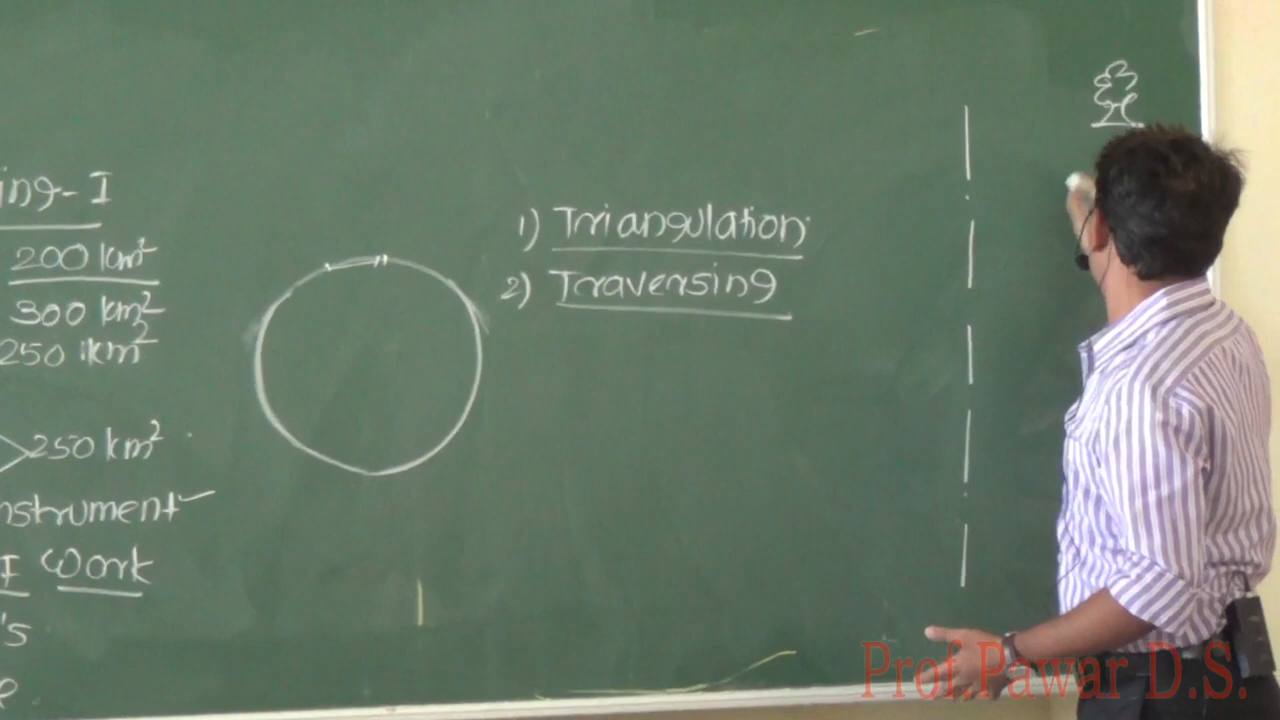 ing-I
200 km²
300 km²
250 km²
>250 km²
nstrument
I Work
's
1) Triangulation.
2) Traversing
Prof.Pawar D.S.